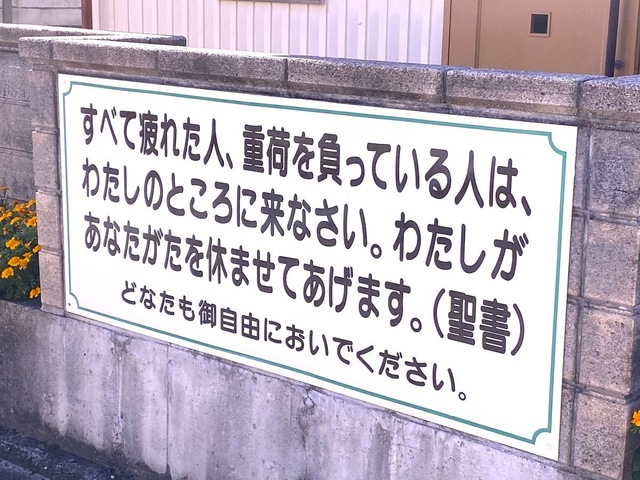 すべて疲れた人、重荷を負っている人は、
わたしのところに来なさい。わたしが
あなたがたを休ませてあげます。(聖書)
どなたも御自由においでください。